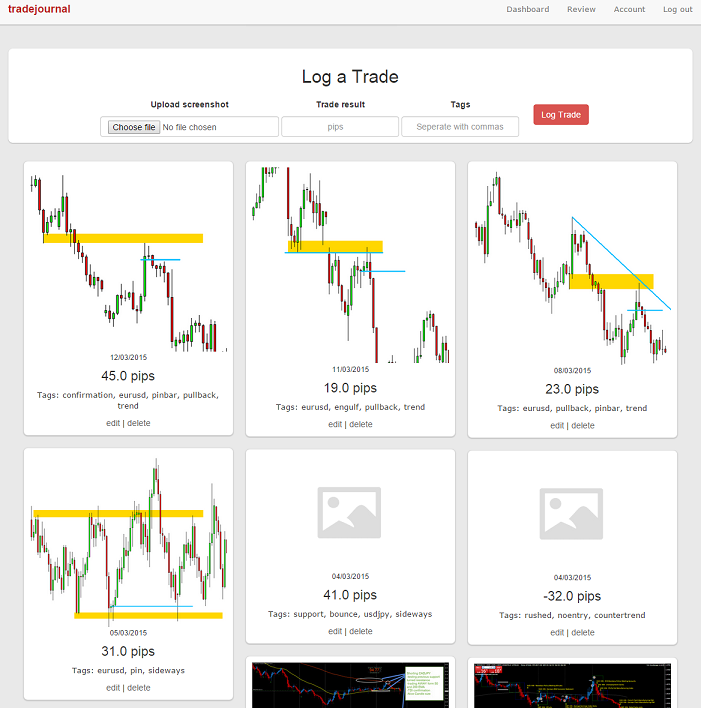 tradejournal
Dashboard Review Account Log out
Log a Trade
Upload screenshot Trade result Tags
Choose file No file chosen pips Seperate with commas Log Trade
12/03/2015
45.0 pips
Tags: confirmation, eurusd, pinbar, pullback,
trend
edit | delete
11/03/2015
19.0 pips
Tags: eurusd, engulf, pullback, trend
edit | delete
08/03/2015
23.0 pips
Tags: eurusd, pullback, pinbar, trend
edit | delete
05/03/2015
31.0 pips
Tags: eurusd, pin, sideways
edit | delete
04/03/2015
41.0 pips
Tags: support, bounce, usdjpy, sideways
edit | delete
04/03/2015
-32.0 pips
Tags: rushed, noentry, countertrend
edit | delete